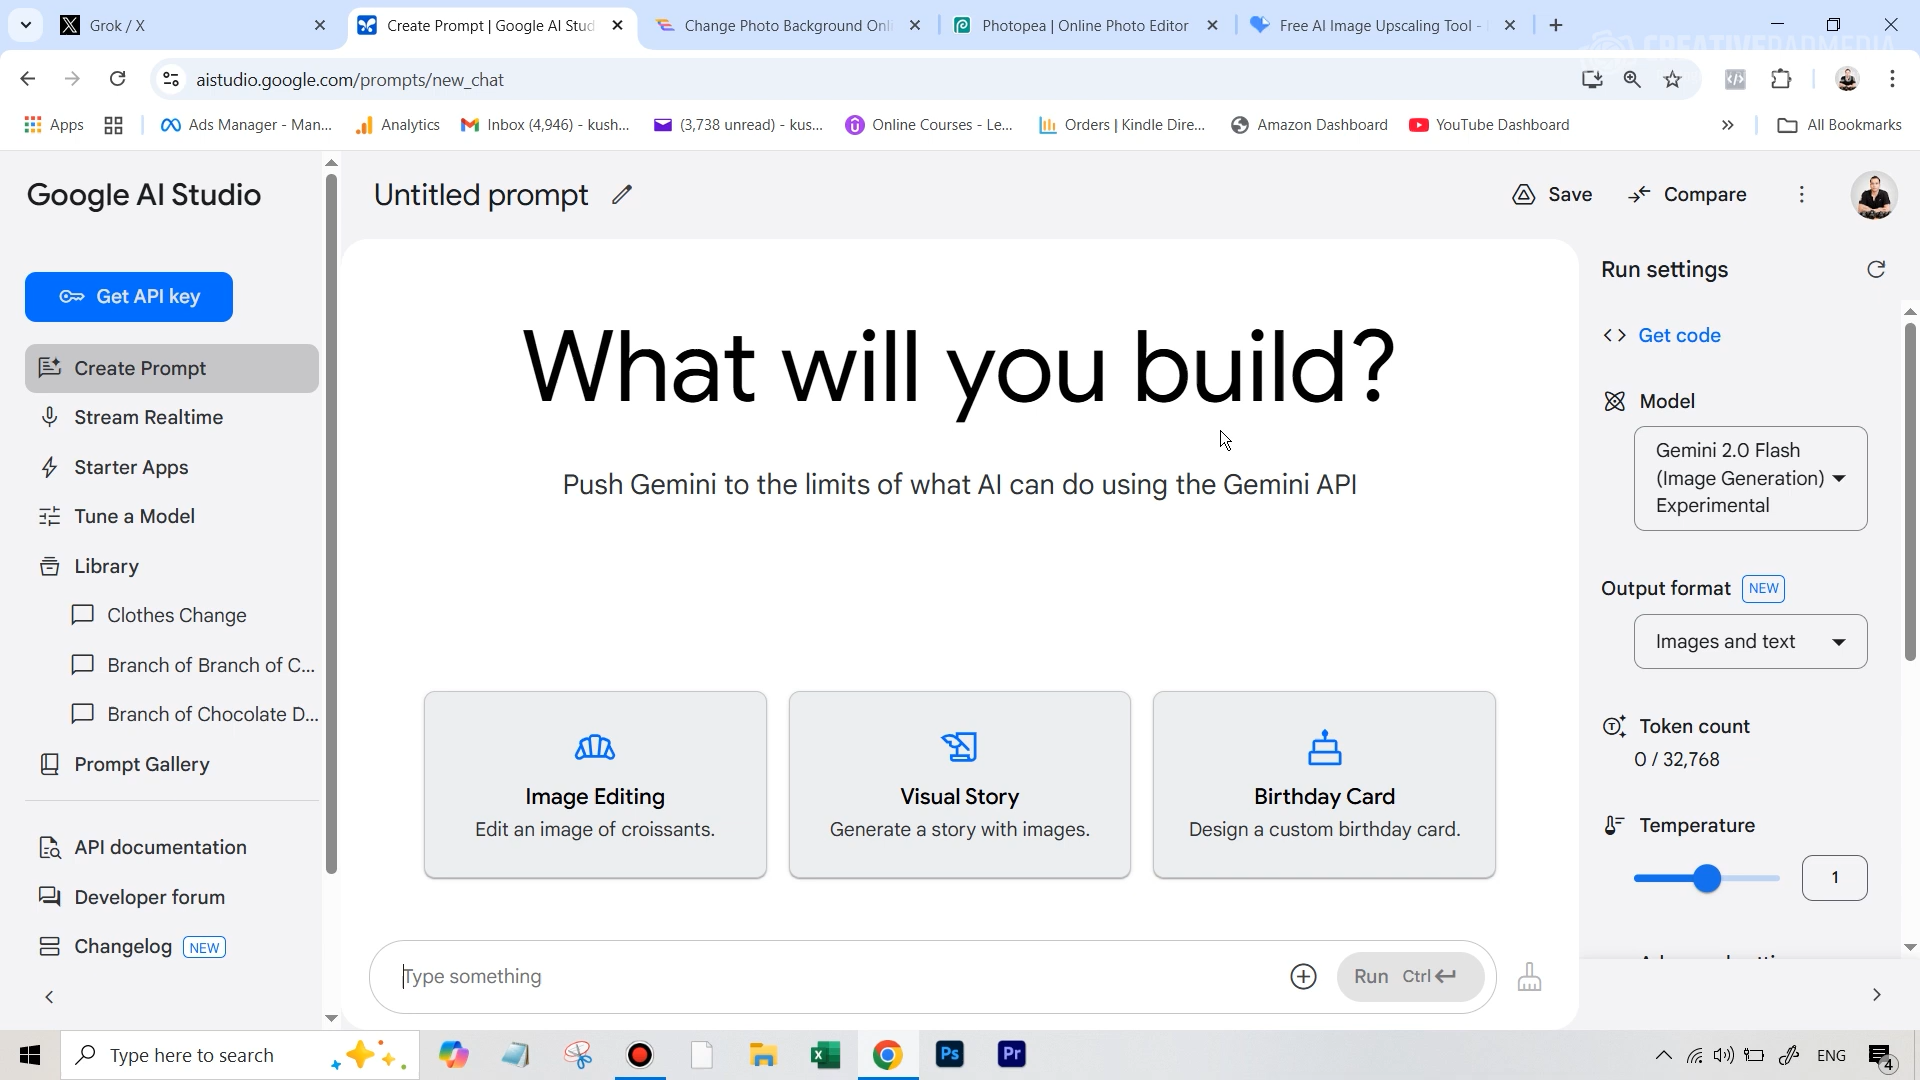 Grok / X
Create Prompt | Google AI Stud
Change Photo Background Onli
Photopea | Online Photo Editor
Free AI Image Upscaling Tool -
CREATIVEDADMEDIA
aistudio.google.com/prompts/new_chat
Apps
Ads Manager - Man...
Analytics
Inbox (4,946) - kush...
(3,738 unread) - kus...
Online Courses - Le...
Orders | Kindle Dire...
Amazon Dashboard
YouTube Dashboard
All Bookmarks
Google AI Studio
Untitled prompt
Save
Compare
Get API key
Create Prompt
Stream Realtime
Starter Apps
Tune a Model
Library
Clothes Change
Branch of Branch of C...
Branch of Chocolate D...
Prompt Gallery
API documentation
Developer forum
Changelog NEW
What will you build?
Push Gemini to the limits of what AI can do using the Gemini API
Image Editing
Edit an image of croissants.
Visual Story
Generate a story with images.
Birthday Card
Design a custom birthday card.
Type something
Run Ctrl
Run settings
Get code
Model
Gemini 2.0 Flash
(Image Generation)
Experimental
Output format NEW
Images and text
Token count
0 / 32,768
Temperature
1
Type here to search
Ps
Pr
ENG
4